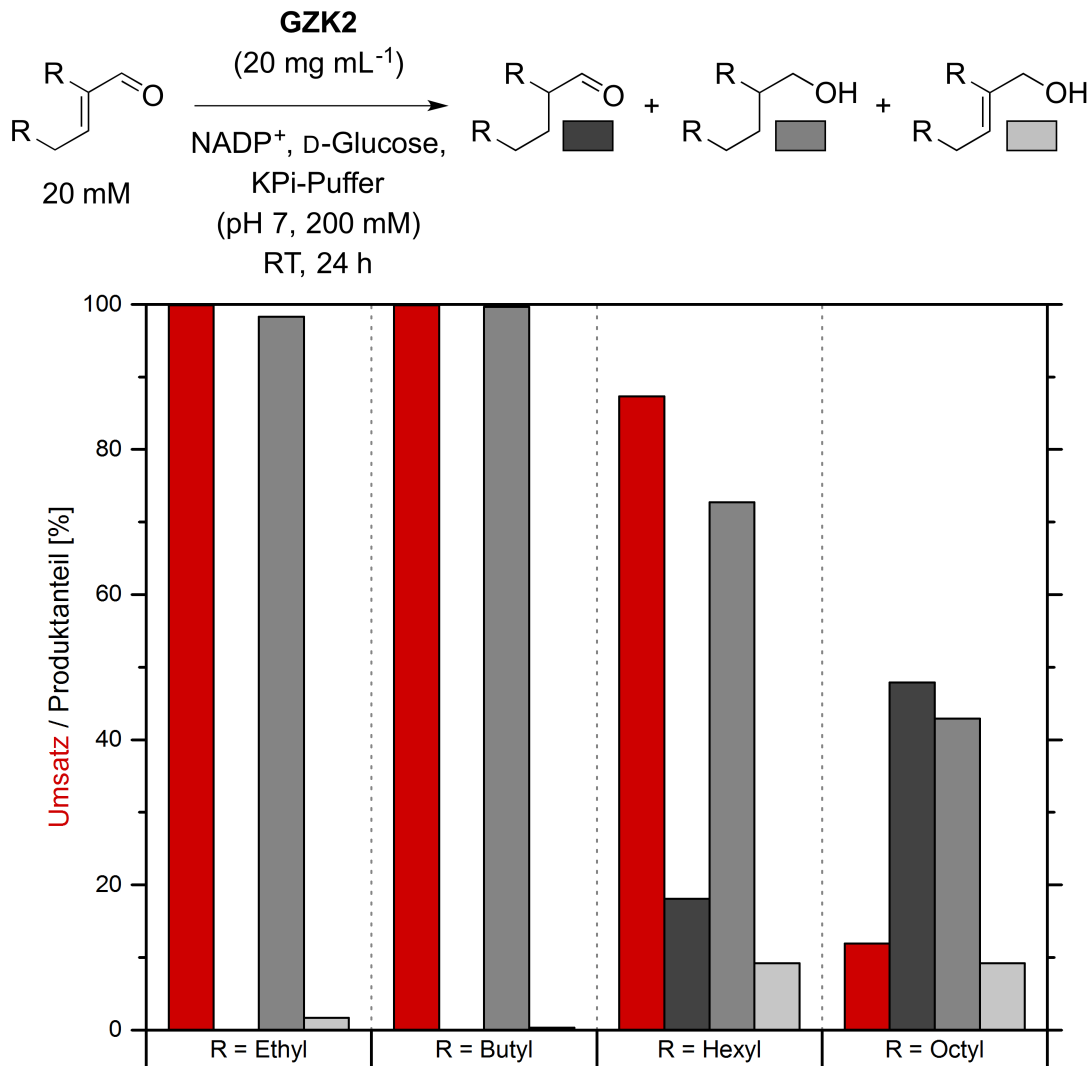 GZK2
(20 mg mL⁻¹)
R
O
R
20 mM
NADP⁺, D-Glucose,
KPi-Puffer
(pH 7, 200 mM)
RT, 24 h
R
O
R
+
R
OH
R
+
R
OH
R
Umsatz / Produktanteil [%]
100
80
60
40
20
0
R = Ethyl
R = Butyl
R = Hexyl
R = Octyl